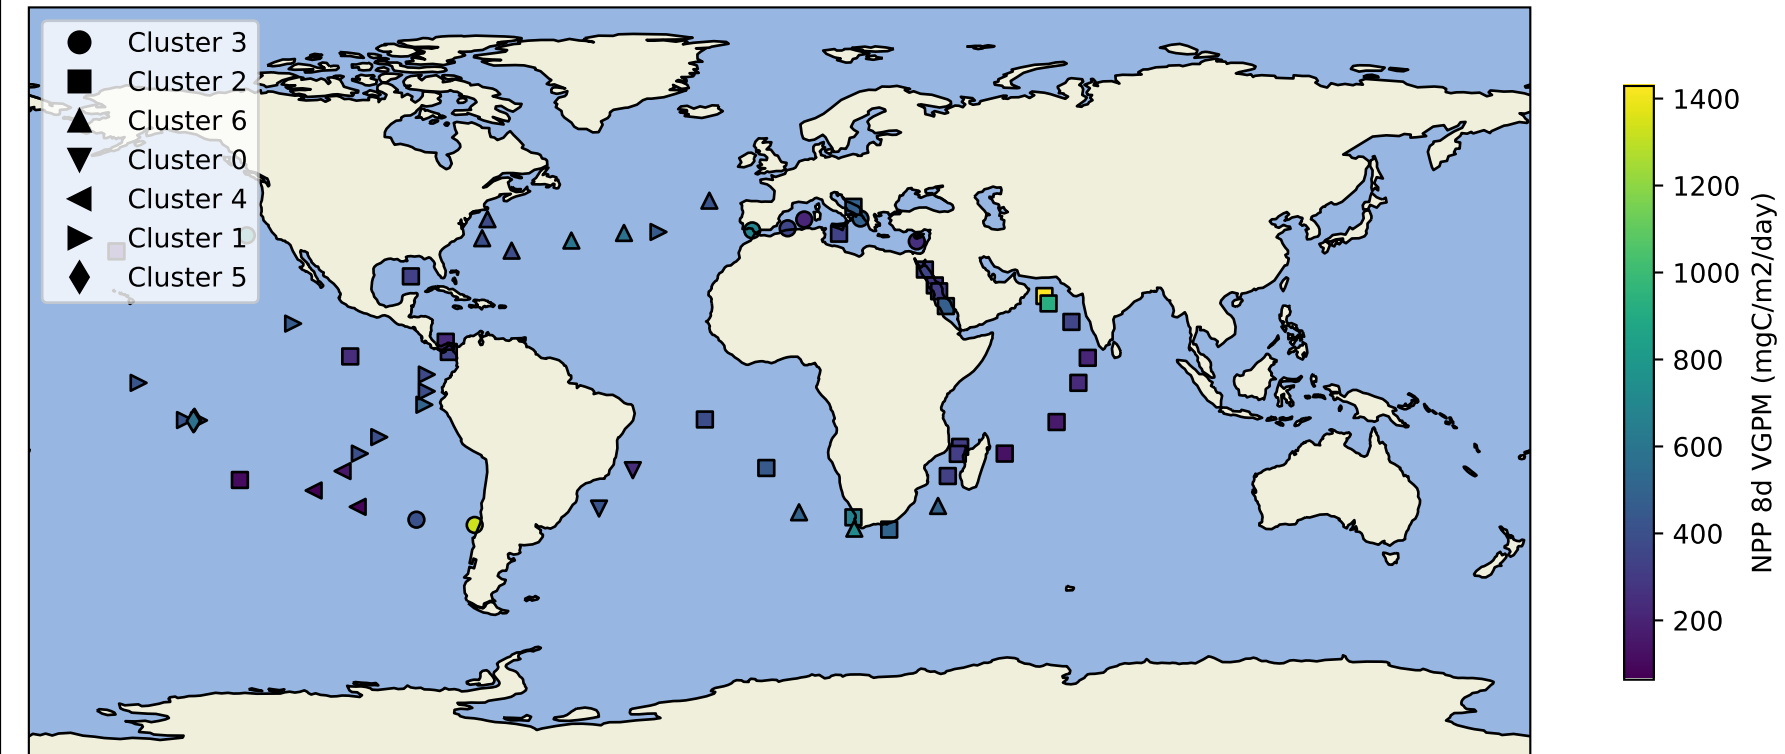 Cluster 3
Cluster 2
Cluster 6
Cluster 0
Cluster 4
Cluster 1
Cluster 5
1400
1200
1000
800
600
400
200
NPP 8d VGPM (mgC/m2/day)